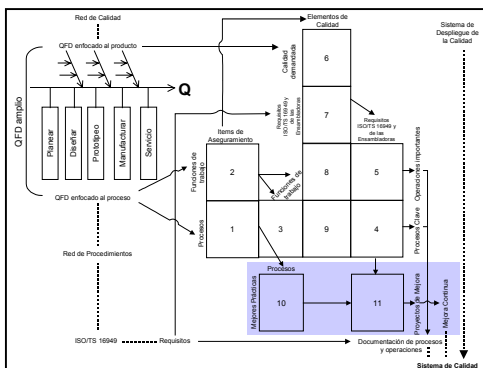 Red de Calidad
Elementos de
Calidad
Sistema de
Despliegue de
la Calidad
QFD enfocado al producto
Calidad
demandada
6
QFD amplio
Q
Planear
Diseñar
Prototipeo
Manufacturar
Servicio
Items de
Aseguramiento
Requisitos
ISO/TS 16949 y
de las
Ensambladoras
7
Requisitos
ISO/TS 16949 y
de las
Ensambladoras
Funciones de
trabajo
2
Funciones de
trabajo
8
5
Operaciones importantes
QFD enfocado al proceso
Procesos
1
3
9
4
Procesos Clave
Red de Procedimientos
Procesos
Mejores Prácticas
10
11
Proyectos de Mejora
Mejora Continua
ISO/TS 16949
Requisitos
Documentación de procesos
y operaciones
Sistema de Calidad